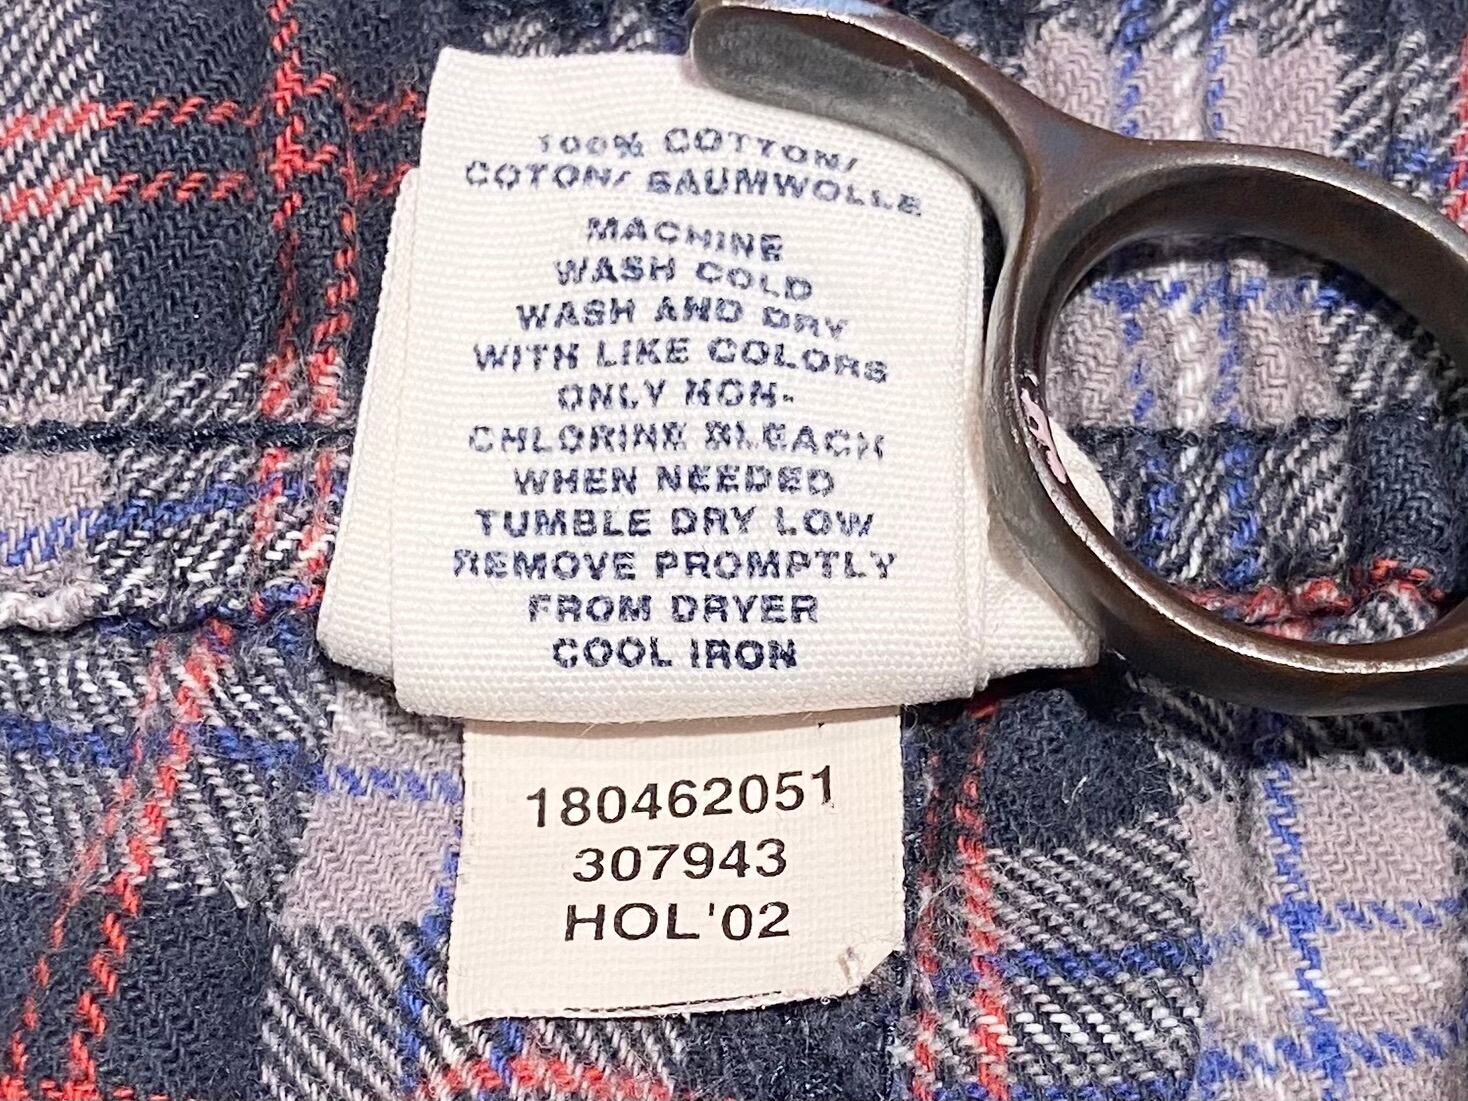 100% COTTON/
COTON/ BAUMWOLLE
MACHINE
WASH COLD
WASH AND DRY
WITH LIKE COLORS
ONLY NON-
CHLORINE BLEACH
WHEN NEEDED
TUMBLE DRY LOW
REMOVE PROMPTLY
FROM DRYER
COOL IRON
180462051
307943
HOL'02